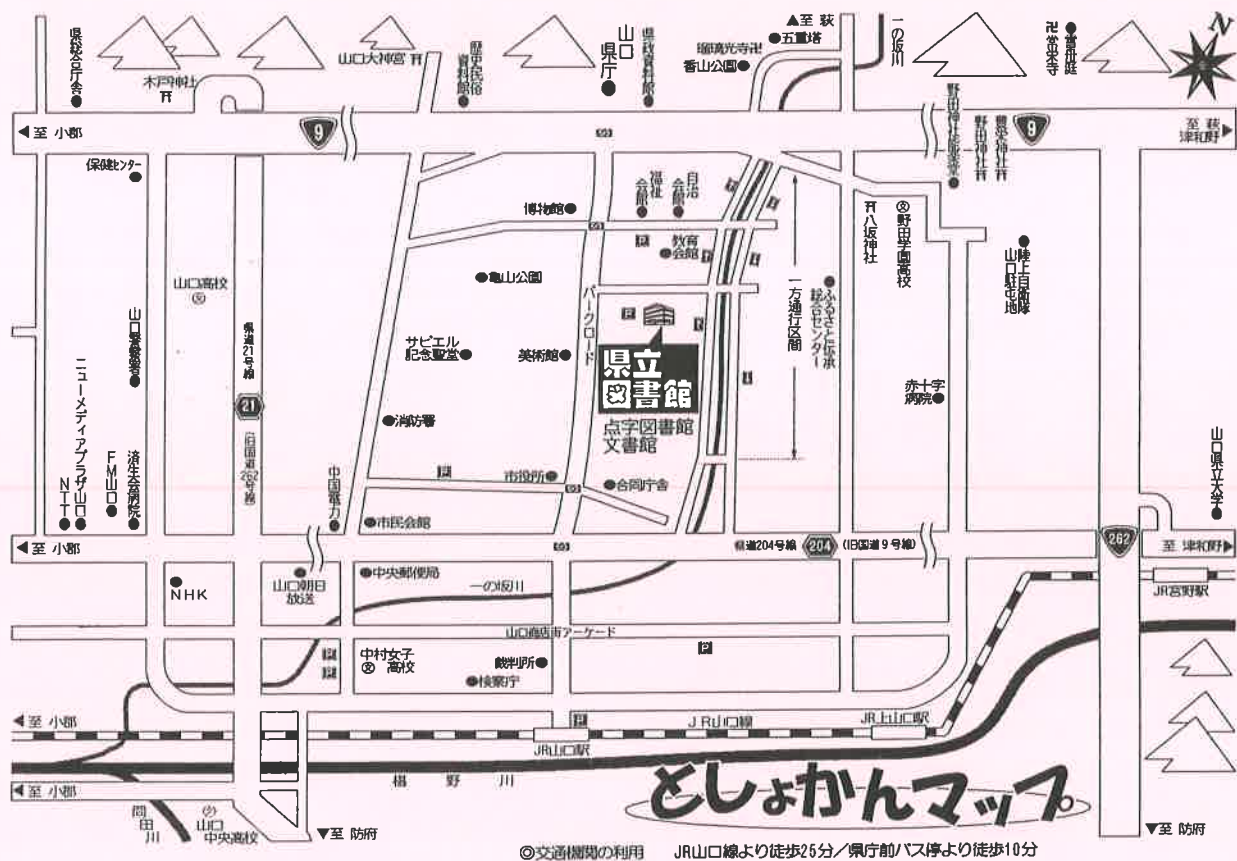 ▲至 萩
五重塔
瑠璃光寺卍
香山公園
一の坂川
N
常栄寺
卍
県総合庁舎
木戸神社
山口大神宮
歴史民俗
資料館
山口
県庁
県政資料館
野田神社能楽堂
野田神社
豊栄神社
◀至 小郡
9
9
至 萩
津和野▶
保健センター
博物館
福祉
会館
自治
会館
P
教育
会館
八坂神社
野田学園高校
文
陸上自衛隊
山口駐屯地
山口高校
文
亀山公園
パークロード
一方通行区間
ふるさと伝承
総合センター
P
県道21号線
21
(旧国道
262号線)
山口警察署
サビエル
記念聖堂
美術館
県立
図書館
点字図書館
文書館
赤十字
病院
消防署
ニューメディアプラザ山口
NTT
FM山口
済生会病院
中国電力
P
市役所
合同庁舎
市民会館
山口県立大学
◀至 小郡
県道204号線
204
(旧国道9号線)
262
至 津和野▶
NHK
山口朝日
放送
中央郵便局
一の坂川
JR宮野駅
山口商店街アーケード
P
P
中村女子
文 高校
裁判所
検察庁
P
◀至 小郡
P
JR山口線
JR上山口駅
JR山口駅
椹野川
◀至 小郡
文
山口
中央高校
▼至 防府
としょかんマップ
▼至 防府
◎交通機関の利用 JR山口線より徒歩25分/県庁前バス停より徒歩10分